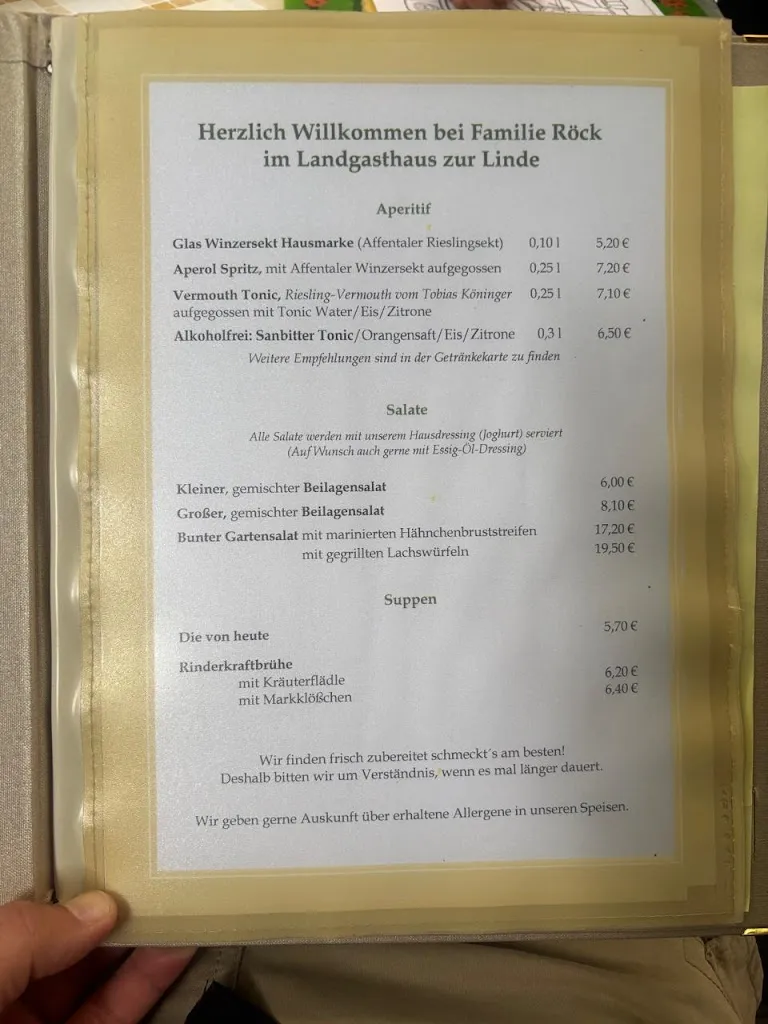 Herzlich Willkommen bei Familie Röck
im Landgasthaus zur Linde
Aperitif
Glas Winzersekt Hausmarke (Affentaler Rieslingsekt) 0,10 l 5,20 €
Aperol Spritz, mit Affentaler Winzersekt aufgegossen 0,25 l 7,20 €
Vermouth Tonic, Riesling-Vermouth vom Tobias Köninger 0,25 l 7,10 €
aufgegossen mit Tonic Water/Eis/Zitrone
Alkoholfrei: Sanbitter Tonic/Orangensaft/Eis/Zitrone 0,3 l 6,50 €
Weitere Empfehlungen sind in der Getränkekarte zu finden
Salate
Alle Salate werden mit unserem Hausdressing (Joghurt) serviert
(Auf Wunsch auch gerne mit Essig-Öl-Dressing)
Kleiner, gemischter Beilagensalat 6,00 €
Großer, gemischter Beilagensalat 8,10 €
Bunter Gartensalat mit marinierten Hähnchenbruststreifen 17,20 €
mit gegrillten Lachswürfeln 19,50 €
Suppen
Die von heute 5,70 €
Rinderkraftbrühe
mit Kräuterflädle 6,20 €
mit Markklößchen 6,40 €
Wir finden frisch zubereitet schmeckt´s am besten!
Deshalb bitten wir um Verständnis, wenn es mal länger dauert.
Wir geben gerne Auskunft über erhaltene Allergene in unseren Speisen.